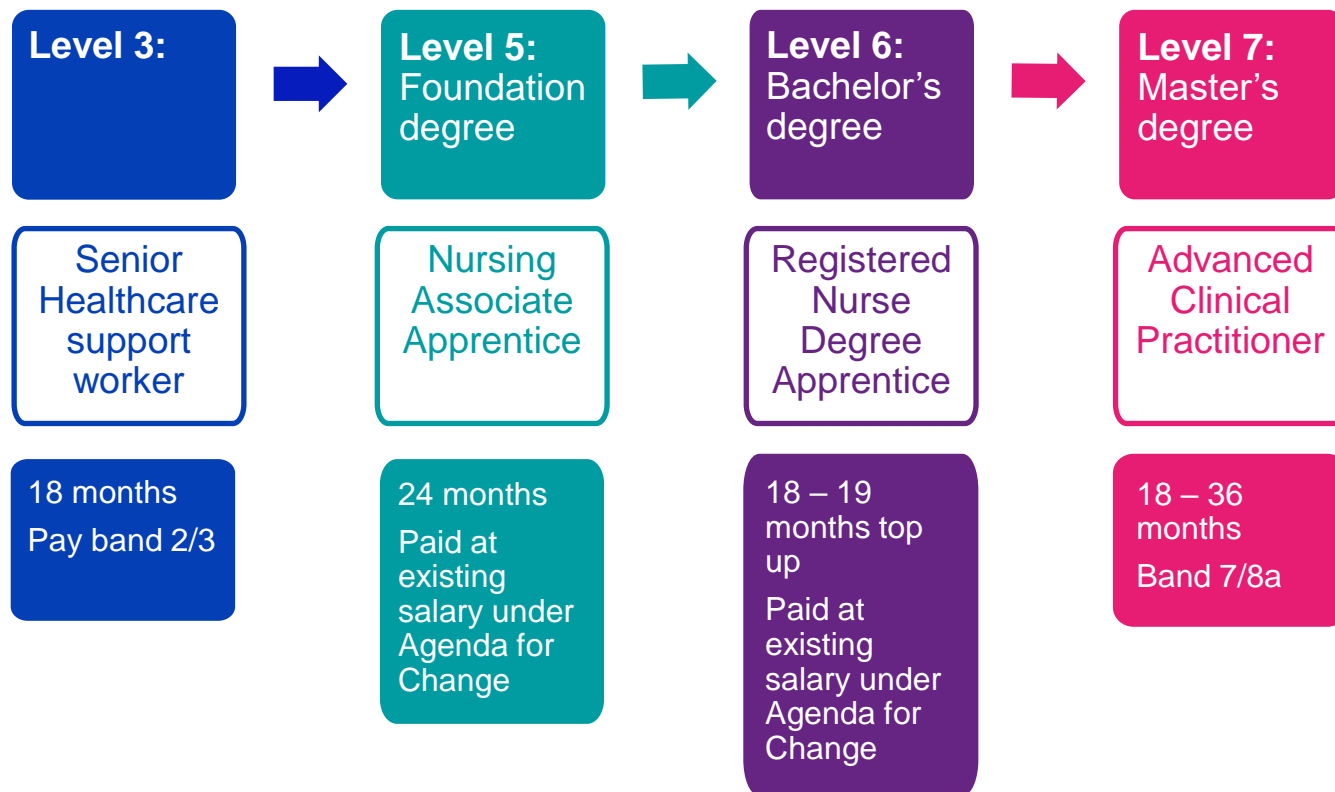 Level 3:
Level 5:
Foundation
degree
Level 6:
Bachelor’s
degree
Level 7:
Master’s
degree
Senior
Healthcare
support
worker
Nursing
Associate
Apprentice
Registered
Nurse
Degree
Apprentice
Advanced
Clinical
Practitioner
18 months
Pay band 2/3
24 months
Paid at
existing
salary under
Agenda for
Change
18 – 19
months top
up
Paid at
existing
salary under
Agenda for
Change
18 – 36
months
Band 7/8a